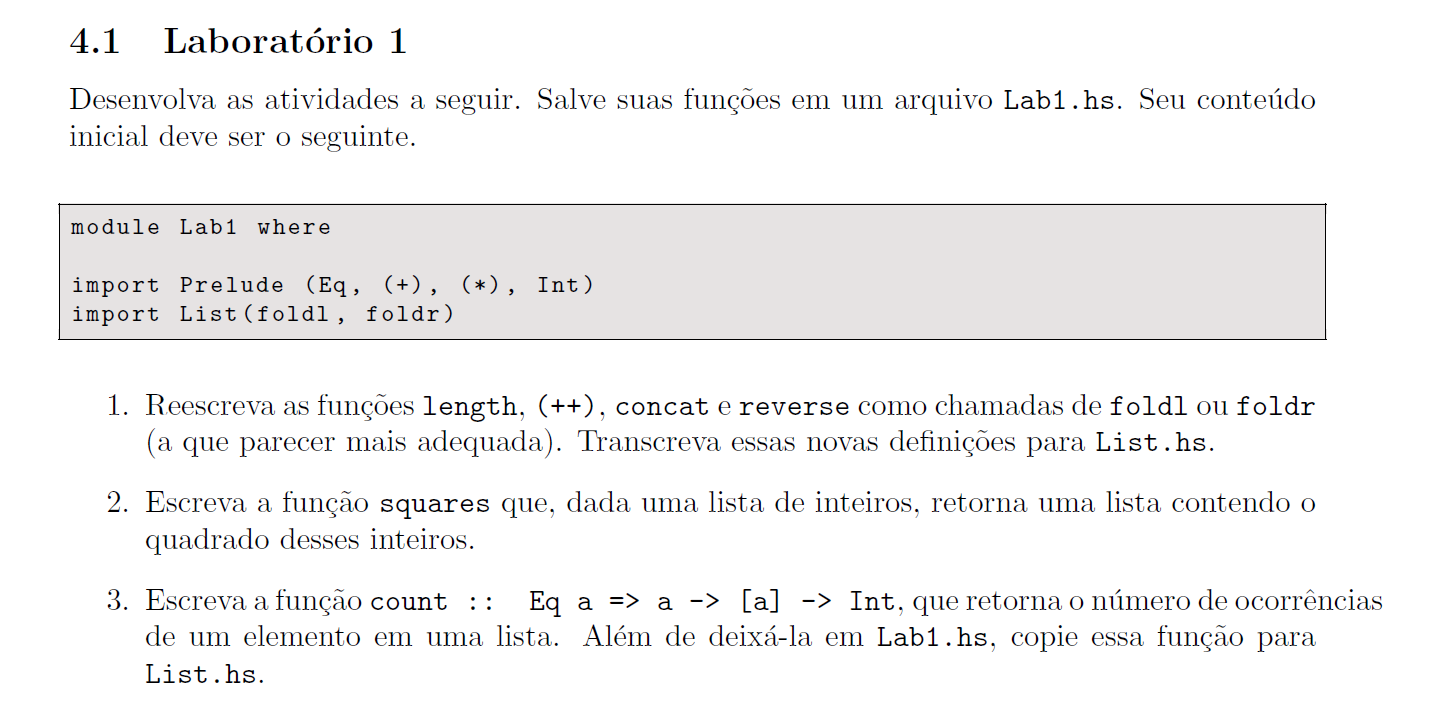 4.1 Laboratório 1
Desenvolva as atividades a seguir. Salve suas funções em um arquivo Lab1.hs. Seu conteúdo
inicial deve ser o seguinte.
module Lab1 where
import Prelude (Eq, (+), (*), Int)
import List(foldl, foldr)
1. Reescreva as funções length, (++), concat e reverse como chamadas de foldl ou foldr
(a que parecer mais adequada). Transcreva essas novas definições para List.hs.
2. Escreva a função squares que, dada uma lista de inteiros, retorna uma lista contendo o
quadrado desses inteiros.
3. Escreva a função count :: Eq a => a -> [a] -> Int, que retorna o número de ocorrências
de um elemento em uma lista. Além de deixá-la em Lab1.hs, copie essa função para
List.hs.